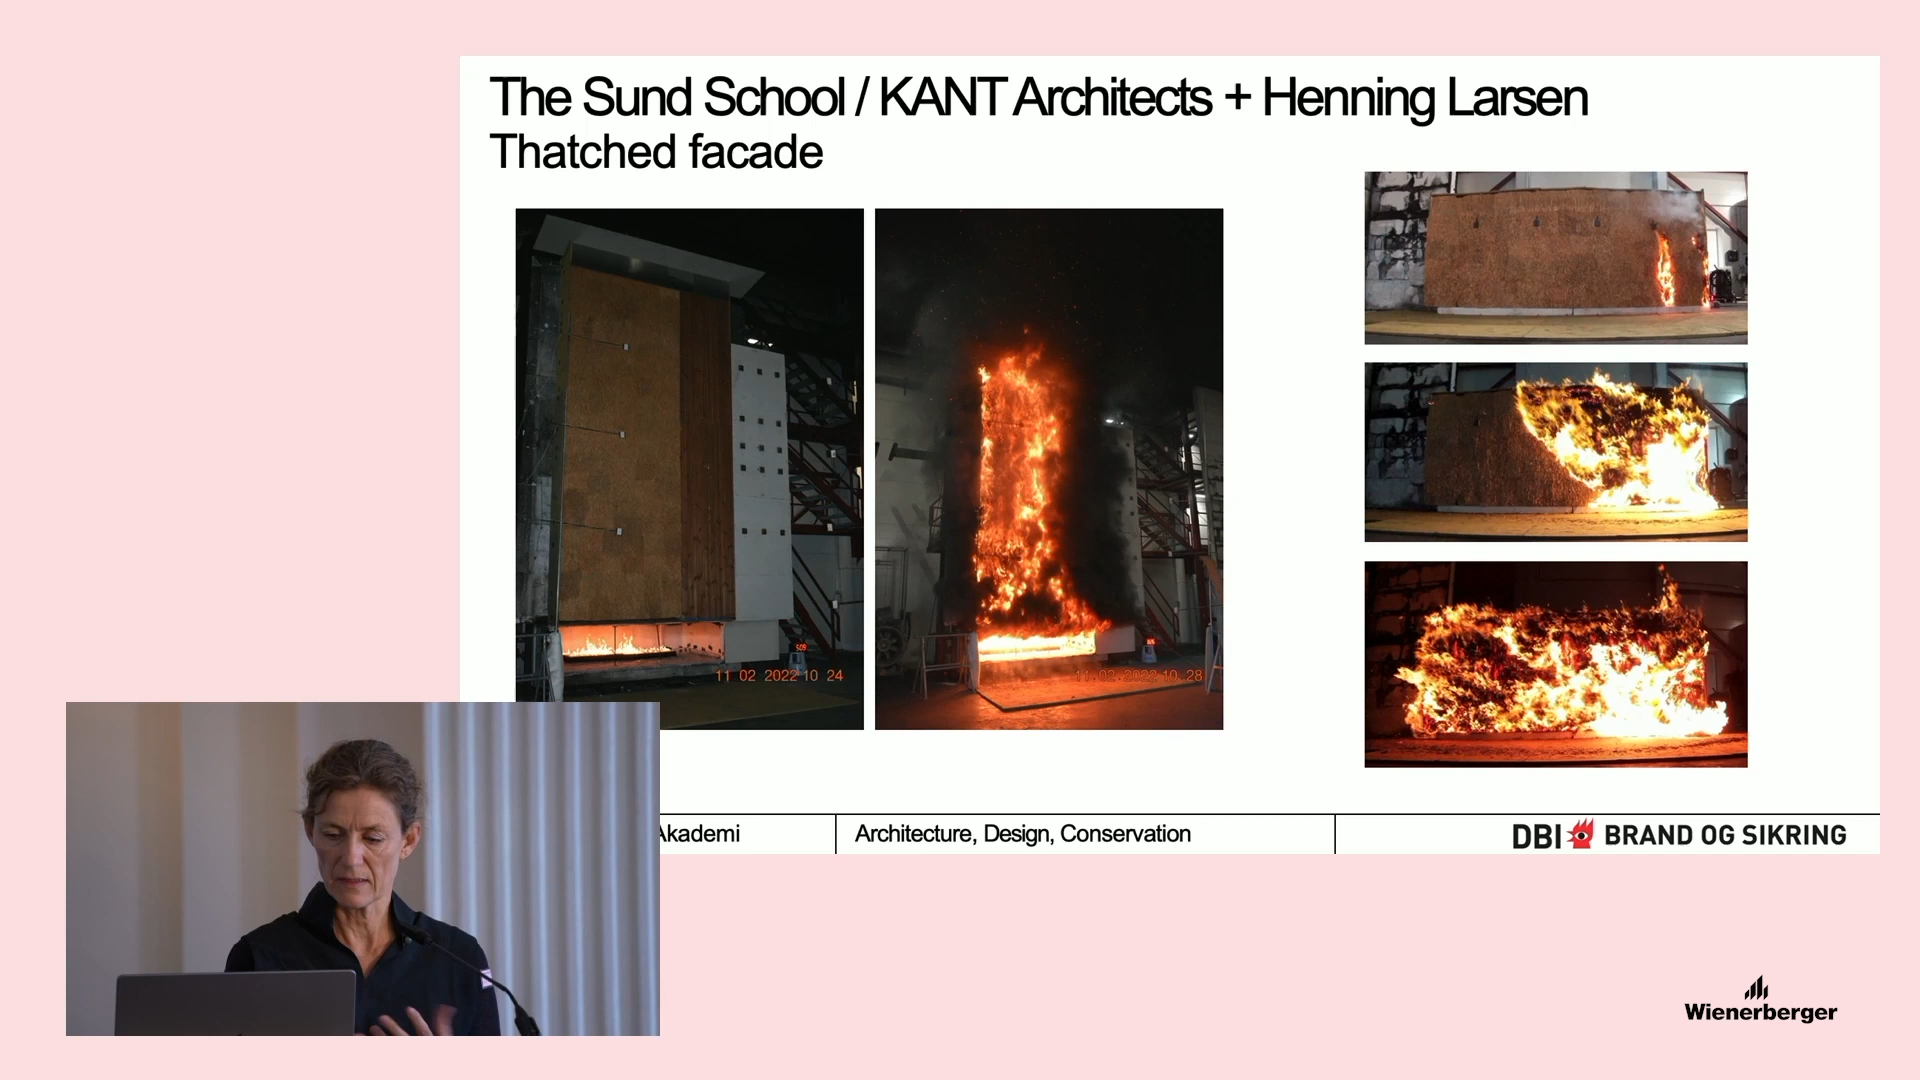 The Sund School / KANT Architects + Henning Larsen
Thatched facade
11 02 2022 10 24
11.02.2022 10.28
Akademi
Architecture, Design, Conservation
DBI BRAND OG SIKRING
Wienerberger